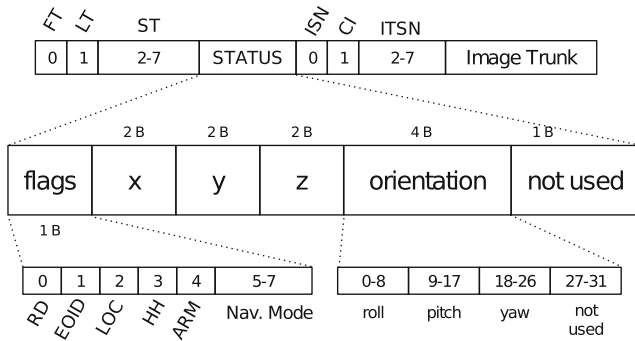 FT LT ST ISN CI ITSN
0 1 2-7 STATUS 0 1 2-7 Image Trunk
2 B 2 B 2 B 4 B 1 B
flags x y z orientation not used
1 B
0 1 2 3 4 5-7 0-8 9-17 18-26 27-31
RD EOID LOC HH ARM Nav. Mode roll pitch yaw not
used